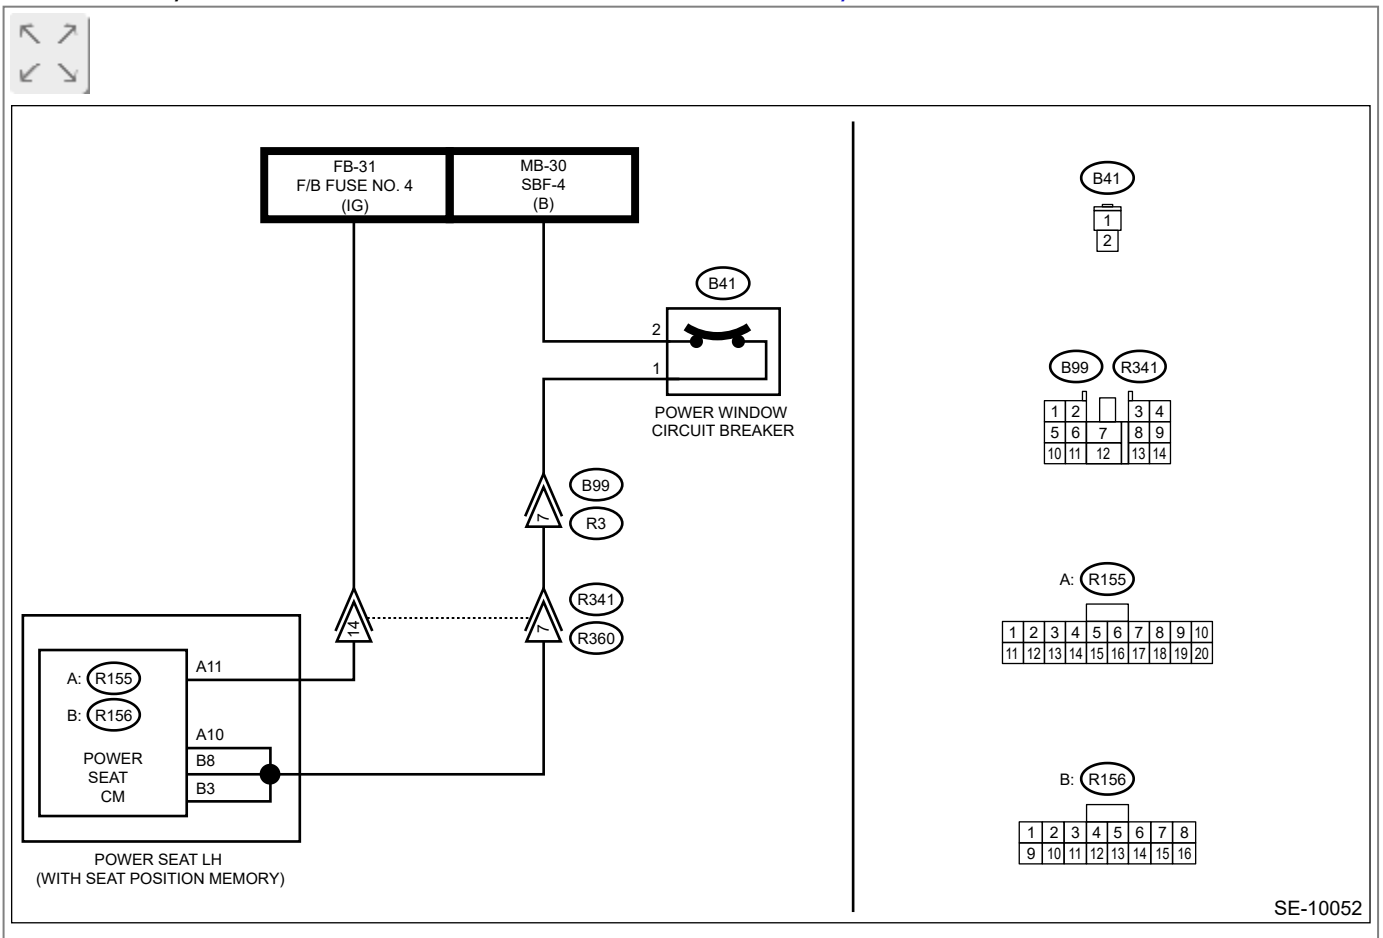 FB-31
F/B FUSE NO. 4
(IG)
MB-30
SBF-4
(B)
B41
2
1
POWER WINDOW
CIRCUIT BREAKER
B99
7
R3
R341
14
7
R360
A11
A: R155
B: R156
A10
B8
B3
POWER
SEAT
CM
POWER SEAT LH
(WITH SEAT POSITION MEMORY)
B41
1
2
B99 R341
1 2 3 4
5 6 7 8 9
10 11 12 13 14
A: R155
1 2 3 4 5 6 7 8 9 10
11 12 13 14 15 16 17 18 19 20
B: R156
1 2 3 4 5 6 7 8
9 10 11 12 13 14 15 16
SE-10052